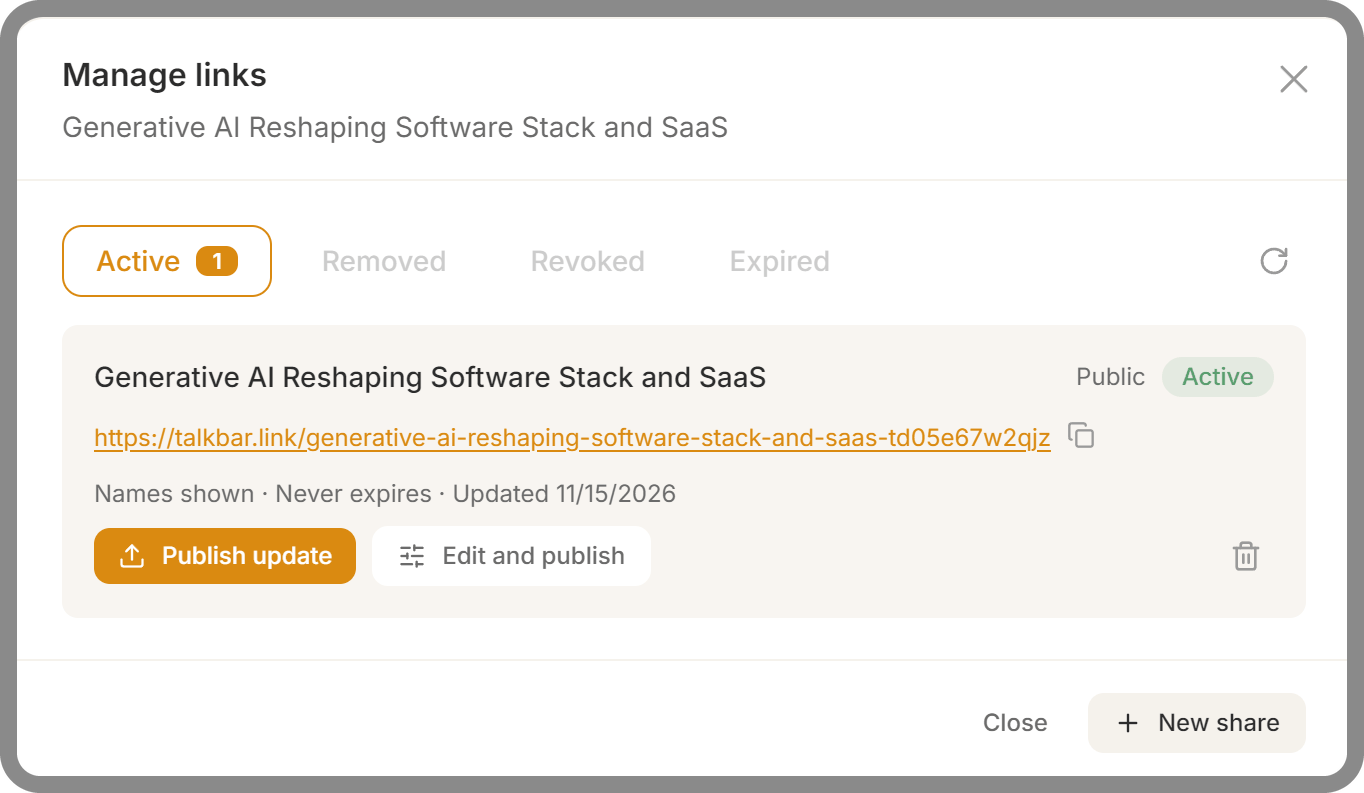 Manage links
Generative AI Reshaping Software Stack and SaaS
Active 1 Removed Revoked Expired
Generative AI Reshaping Software Stack and SaaS Public Active
https://talkbar.link/generative-ai-reshaping-software-stack-and-saas-td05e67w2qjz
Names shown · Never expires · Updated 11/15/2026
Publish update Edit and publish
Close + New share